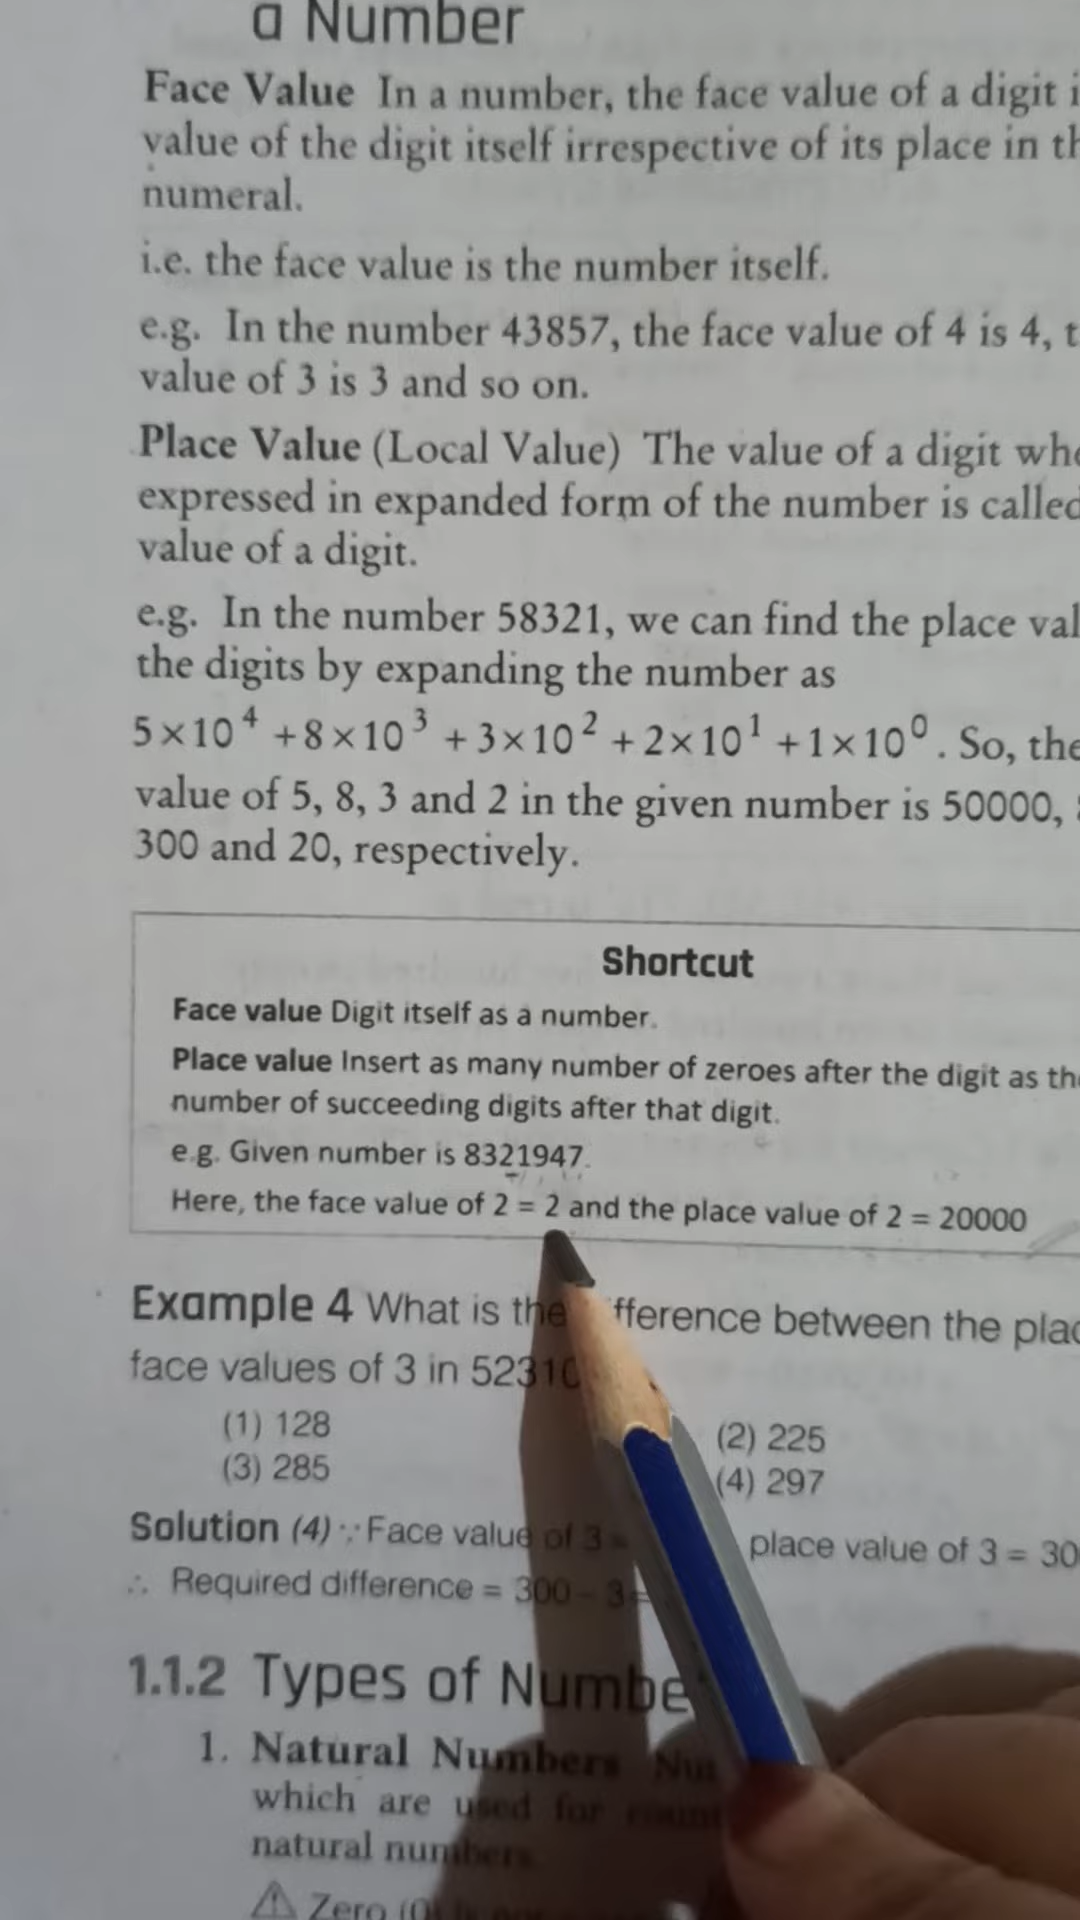 a Number
Face Value In a number, the face value of a digit i
value of the digit itself irrespective of its place in th
numeral.
i.e. the face value is the number itself.
e.g. In the number 43857, the face value of 4 is 4, t
value of 3 is 3 and so on.
Place Value (Local Value) The value of a digit whe
expressed in expanded form of the number is called
value of a digit.
e.g. In the number 58321, we can find the place val
the digits by expanding the number as
5×10⁴ +8×10³ +3×10² +2×10¹ +1×10⁰. So, the
value of 5, 8, 3 and 2 in the given number is 50000,
300 and 20, respectively.
Shortcut
Face value Digit itself as a number.
Place value Insert as many number of zeroes after the digit as the
number of succeeding digits after that digit.
e.g. Given number is 8321947.
Here, the face value of 2 = 2 and the place value of 2 = 20000
Example 4 What is the fference between the plac
face values of 3 in 52310
(1) 128 (2) 225
(3) 285 (4) 297
Solution (4) ∵ Face value of 3 = place value of 3 = 30
∴ Required difference = 300 – 3 =
1.1.2 Types of Numbe
1. Natural Numbers
which are used for count
natural numbers
Zero (0)